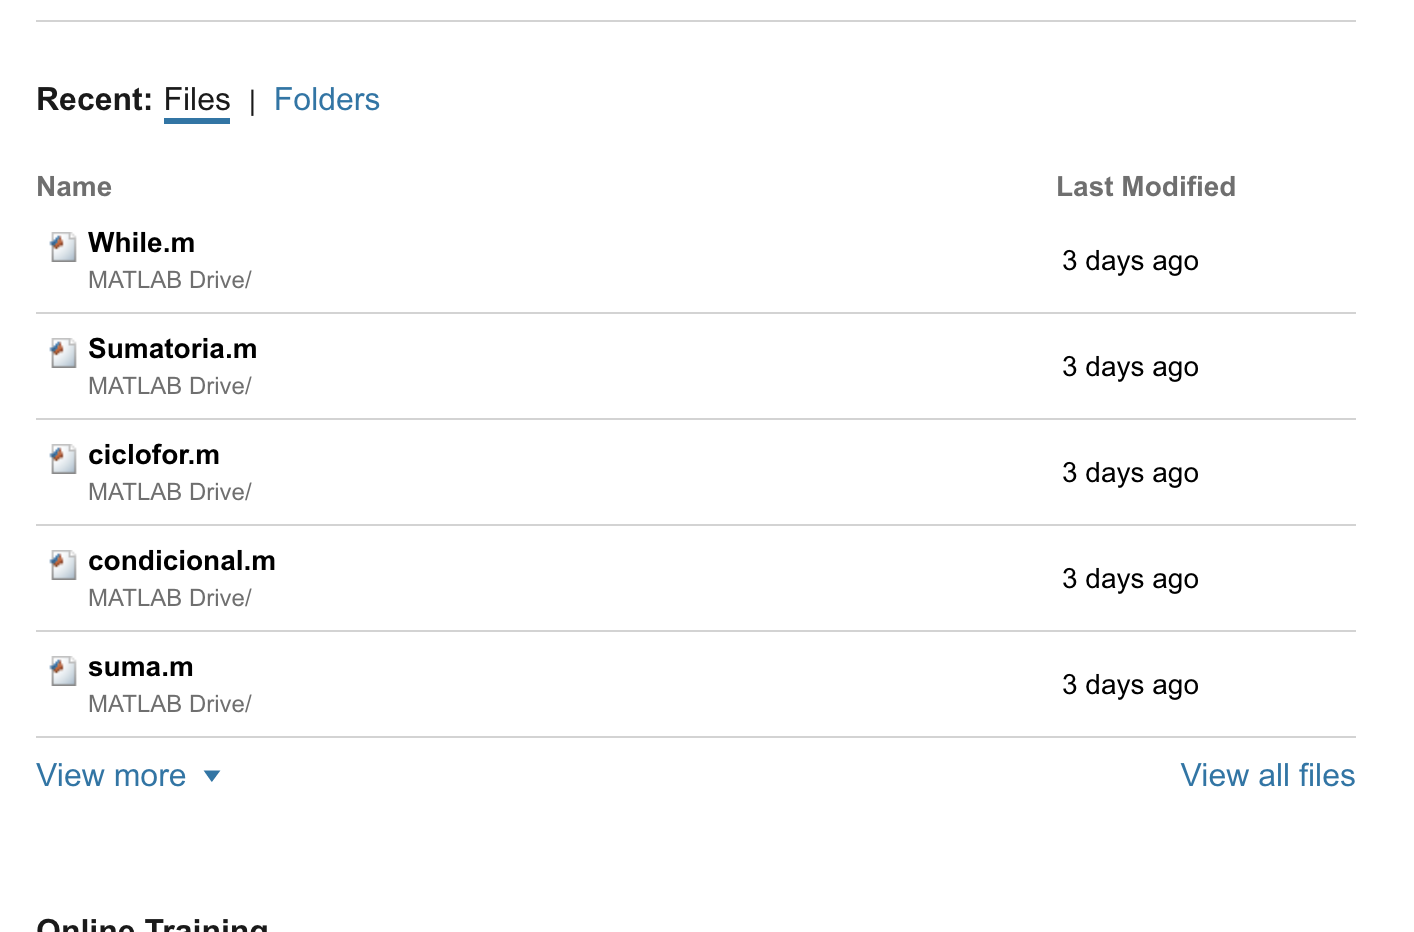 Recent: Files | Folders
Name Last Modified
While.m
MATLAB Drive/
3 days ago
Sumatoria.m
MATLAB Drive/
3 days ago
ciclofor.m
MATLAB Drive/
3 days ago
condicional.m
MATLAB Drive/
3 days ago
suma.m
MATLAB Drive/
3 days ago
View more View all files
Online Training